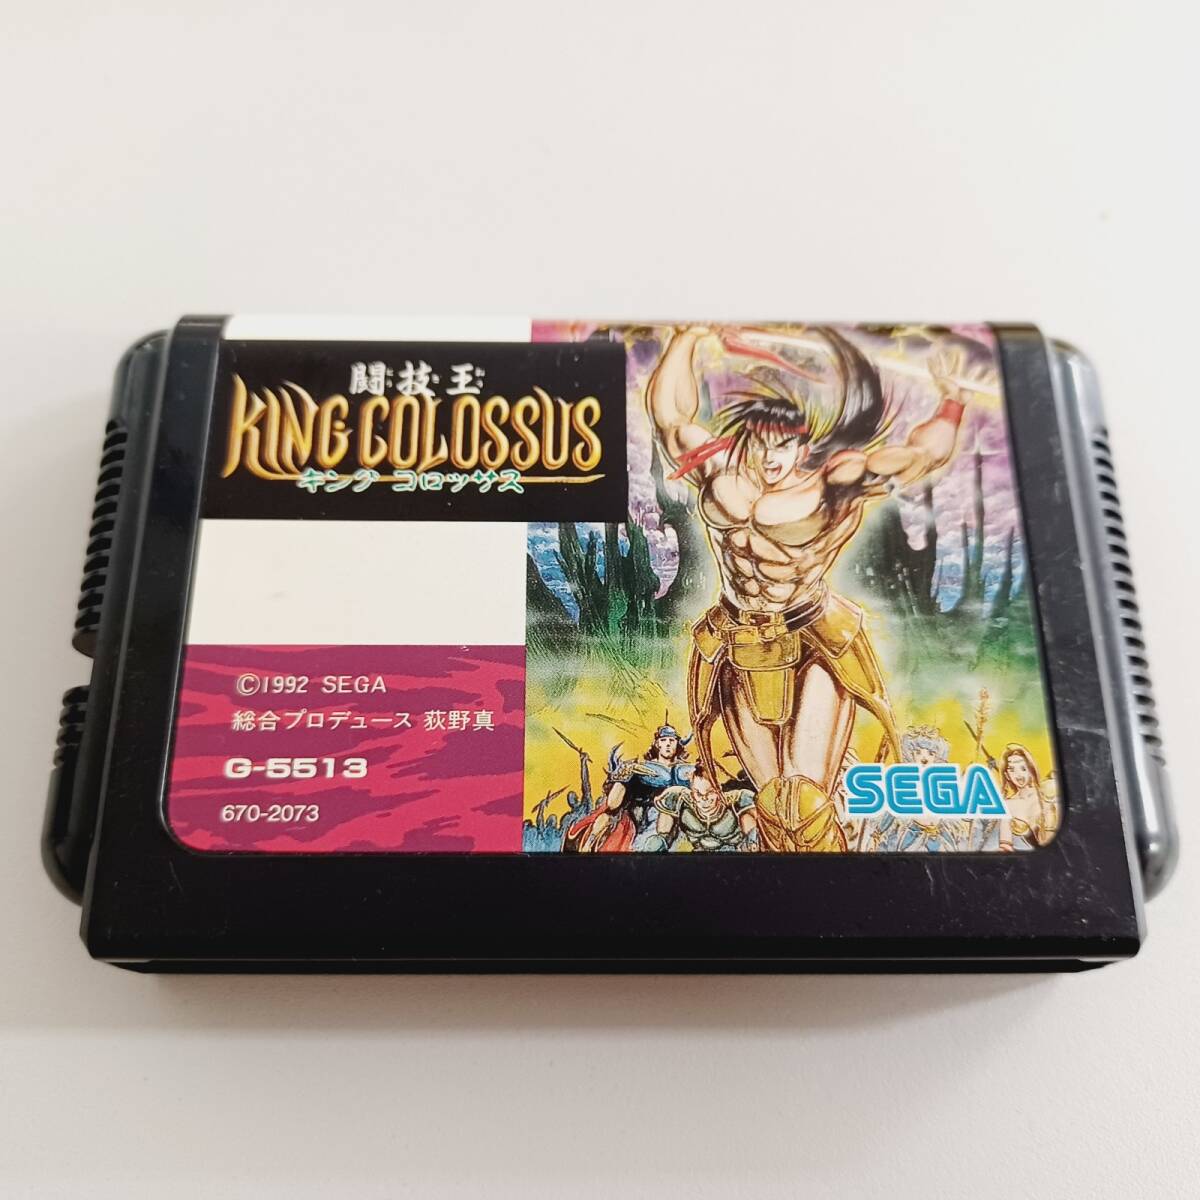 闘技王
KING COLOSSUS
キング コロッサス
©1992 SEGA
総合プロデュース 荻野真
G-5513
670-2073
SEGA